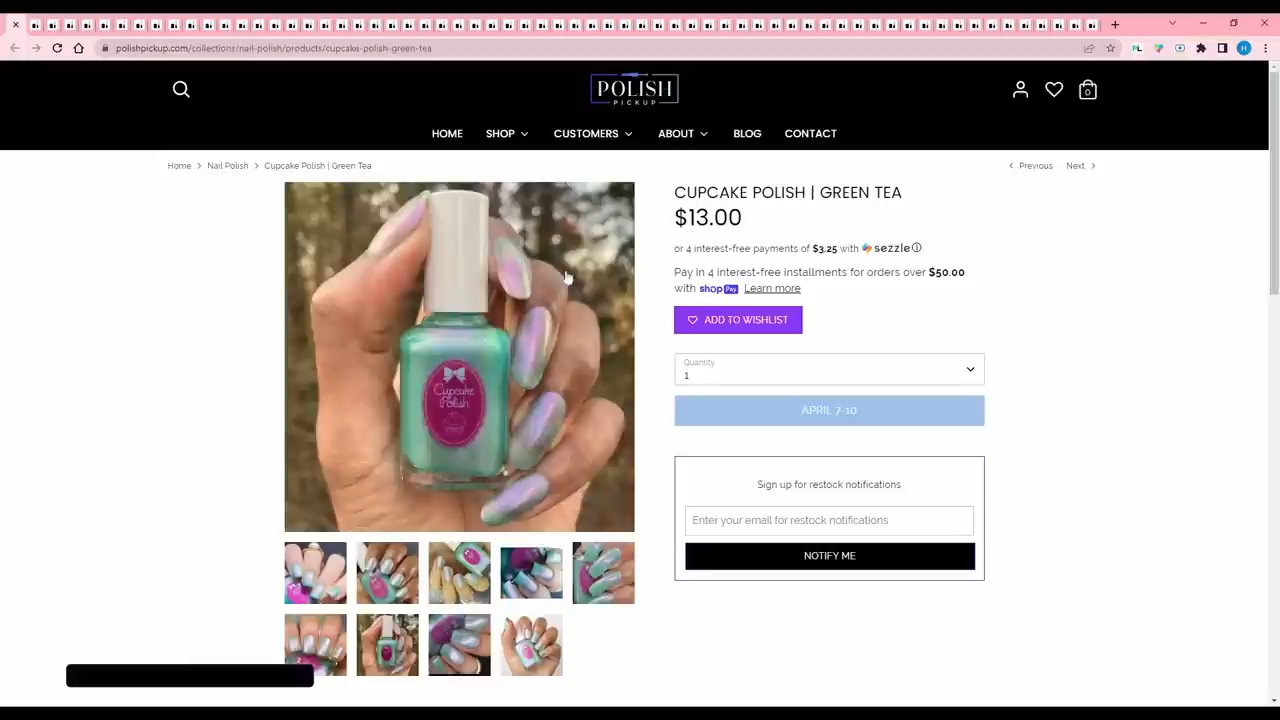 polishpickup.com/collections/nail-polish/products/cupcake-polish-green-tea
H
POLISH
PICKUP
0
HOME SHOP CUSTOMERS ABOUT BLOG CONTACT
Home > Nail Polish > Cupcake Polish | Green Tea
< Previous Next >
CUPCAKE POLISH | GREEN TEA
$13.00
or 4 interest-free payments of $3.25 with sezzle
Pay in 4 interest-free installments for orders over $50.00
with shop Pay Learn more
ADD TO WISHLIST
Quantity
1
APRIL 7-10
Sign up for restock notifications
Enter your email for restock notifications
NOTIFY ME
Cupcake
Polish